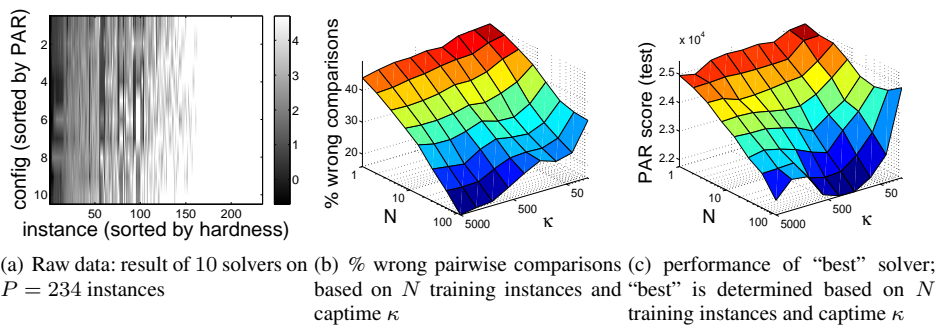 config (sorted by PAR)
2
4
6
8
10
50
100
150
200
instance (sorted by hardness)
4
3
2
1
0
% wrong comparisons
40
30
20
1
10
100
N
5000
500
50
κ
PAR score (test)
x 10^4
2.5
2.4
2.3
2.2
1
10
100
N
5000
500
50
κ
(a) Raw data: result of 10 solvers on
P = 234 instances
(b) % wrong pairwise comparisons
based on N training instances and
captime κ
(c) performance of “best” solver;
“best” is determined based on N
training instances and captime κ